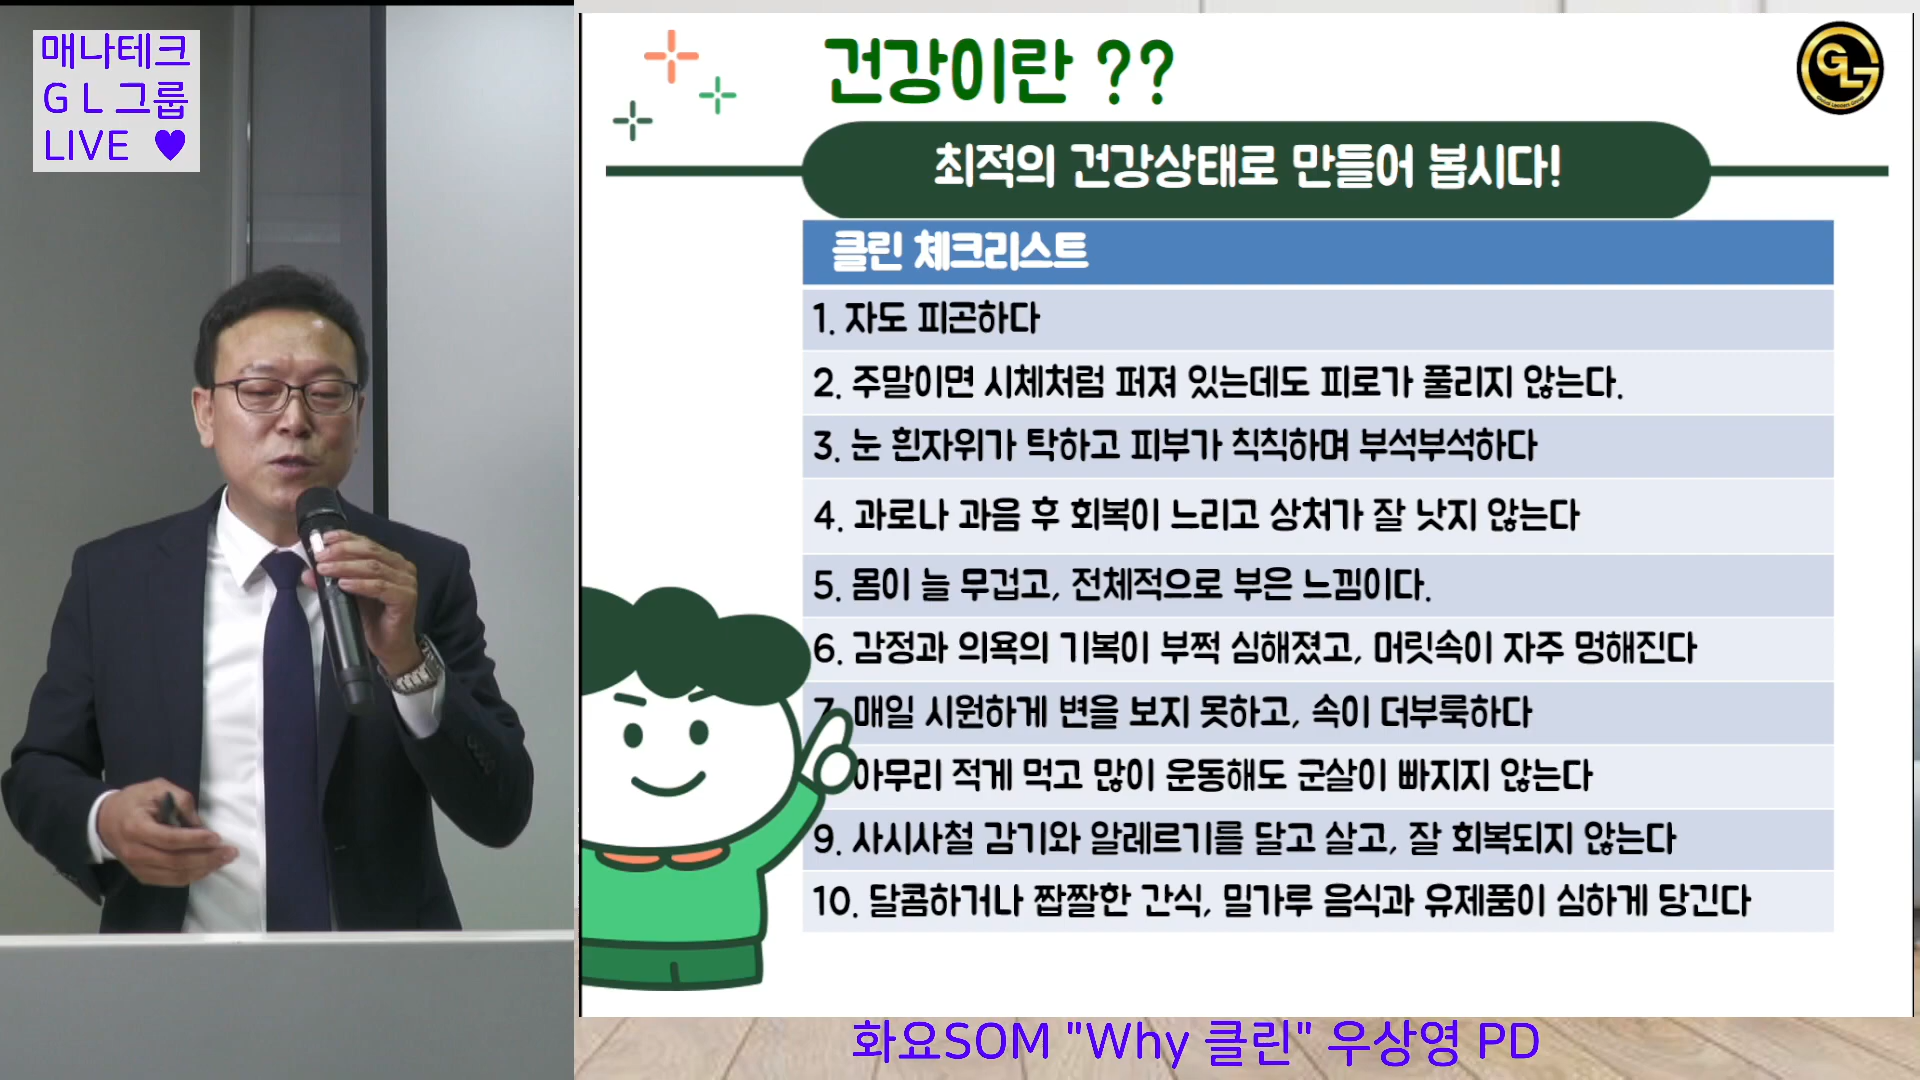 매나테크
G L 그룹
LIVE ♥
건강이란 ??
GLG
최적의 건강상태로 만들어 봅시다!
클린 체크리스트
1. 자도 피곤하다
2. 주말이면 시체처럼 퍼져 있는데도 피로가 풀리지 않는다.
3. 눈 흰자위가 탁하고 피부가 칙칙하며 부석부석하다
4. 과로나 과음 후 회복이 느리고 상처가 잘 낫지 않는다
5. 몸이 늘 무겁고, 전체적으로 부은 느낌이다.
6. 감정과 의욕의 기복이 부쩍 심해졌고, 머릿속이 자주 멍해진다
7. 매일 시원하게 변을 보지 못하고, 속이 더부룩하다
아무리 적게 먹고 많이 운동해도 군살이 빠지지 않는다
9. 사시사철 감기와 알레르기를 달고 살고, 잘 회복되지 않는다
10. 달콤하거나 짭짤한 간식, 밀가루 음식과 유제품이 심하게 당긴다
화요SOM "Why 클린" 우상영 PD